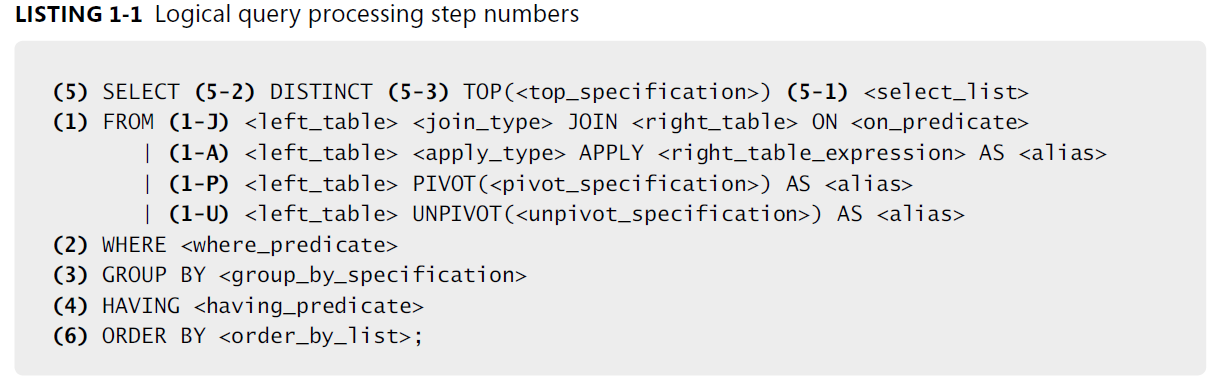 LISTING 1-1 Logical query processing step numbers
(5) SELECT (5-2) DISTINCT (5-3) TOP(<top_specification>) (5-1) <select_list>
(1) FROM (1-J) <left_table> <join_type> JOIN <right_table> ON <on_predicate>
| (1-A) <left_table> <apply_type> APPLY <right_table_expression> AS <alias>
| (1-P) <left_table> PIVOT(<pivot_specification>) AS <alias>
| (1-U) <left_table> UNPIVOT(<unpivot_specification>) AS <alias>
(2) WHERE <where_predicate>
(3) GROUP BY <group_by_specification>
(4) HAVING <having_predicate>
(6) ORDER BY <order_by_list>;